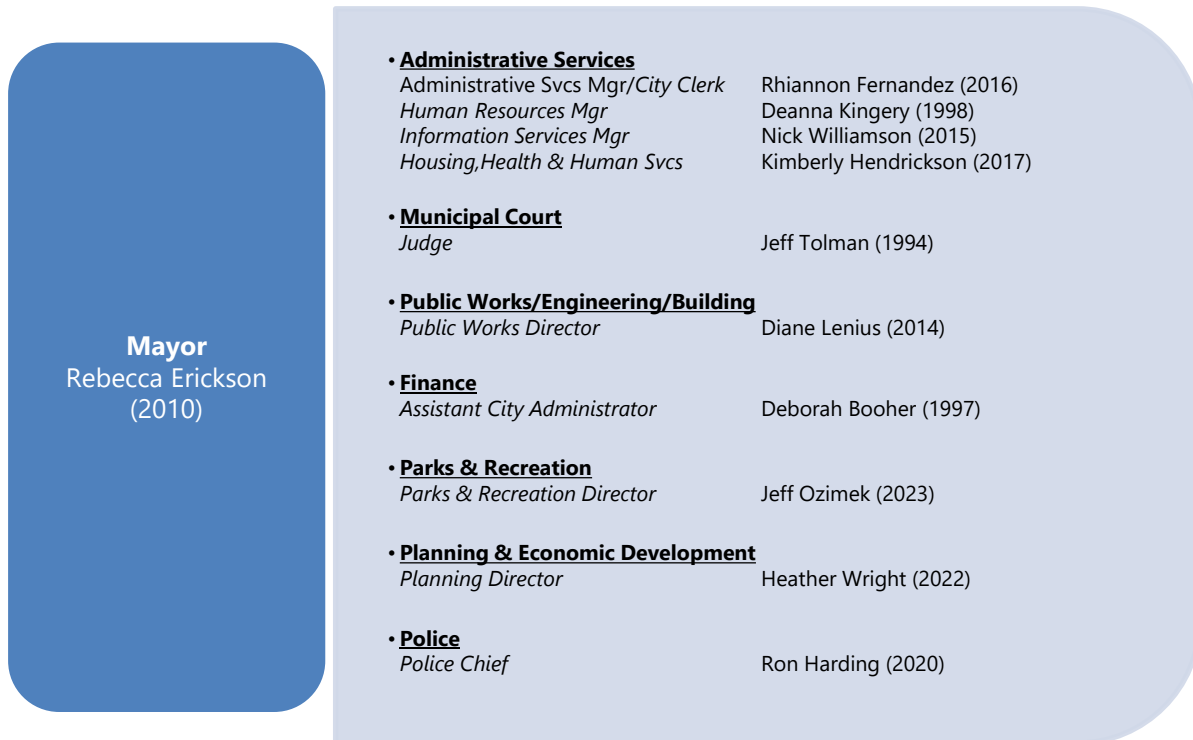 Mayor
Rebecca Erickson
(2010)
• Administrative Services
Administrative Svcs Mgr/City Clerk Rhiannon Fernandez (2016)
Human Resources Mgr Deanna Kingery (1998)
Information Services Mgr Nick Williamson (2015)
Housing,Health & Human Svcs Kimberly Hendrickson (2017)
• Municipal Court
Judge Jeff Tolman (1994)
• Public Works/Engineering/Building
Public Works Director Diane Lenius (2014)
• Finance
Assistant City Administrator Deborah Booher (1997)
• Parks & Recreation
Parks & Recreation Director Jeff Ozimek (2023)
• Planning & Economic Development
Planning Director Heather Wright (2022)
• Police
Police Chief Ron Harding (2020)